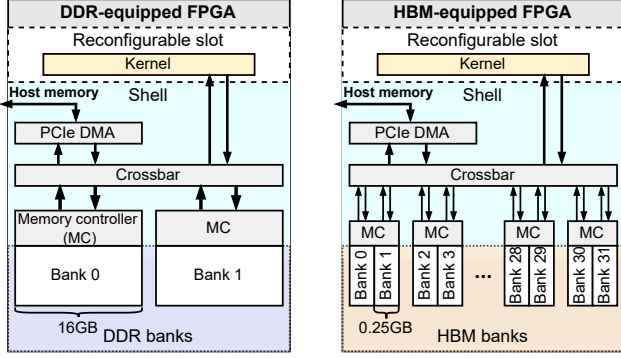 DDR-equipped FPGA
Reconfigurable slot
Kernel
Host memory
Shell
PCIe DMA
Crossbar
Memory controller
(MC)
MC
Bank 0
Bank 1
16GB
DDR banks
HBM-equipped FPGA
Reconfigurable slot
Kernel
Host memory
Shell
PCIe DMA
Crossbar
MC
MC
MC
MC
Bank 0
Bank 1
Bank 2
Bank 3
...
Bank 28
Bank 29
Bank 30
Bank 31
0.25GB
HBM banks